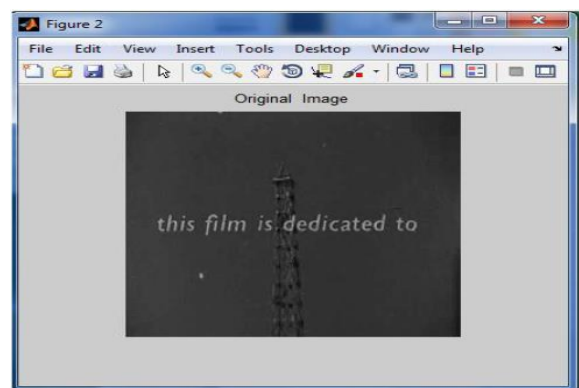 Figure 2
File Edit View Insert Tools Desktop Window Help
Original Image
this film is dedicated to